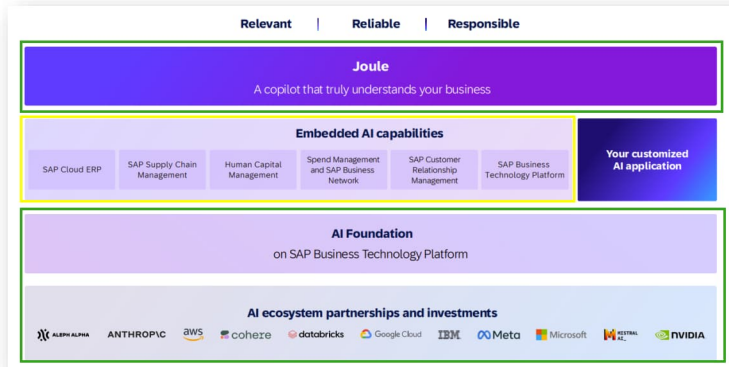 Relevant | Reliable | Responsible
Joule
A copilot that truly understands your business
Embedded AI capabilities
SAP Cloud ERP
SAP Supply Chain
Management
Human Capital
Management
Spend Management
and SAP Business
Network
SAP Customer
Relationship
Management
SAP Business
Technology Platform
Your customized
AI application
AI Foundation
on SAP Business Technology Platform
AI ecosystem partnerships and investments
ALEPH ALPHA
ANTHROP\C
aws
cohere
databricks
Google Cloud
IBM
Meta
Microsoft
MISTRAL
AI_
NVIDIA